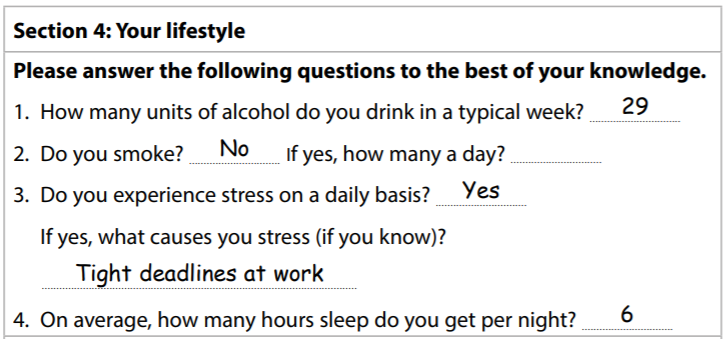 Section 4: Your lifestyle
Please answer the following questions to the best of your knowledge.
1. How many units of alcohol do you drink in a typical week? 29
2. Do you smoke? No If yes, how many a day?
3. Do you experience stress on a daily basis? Yes
If yes, what causes you stress (if you know)?
Tight deadlines at work
4. On average, how many hours sleep do you get per night? 6